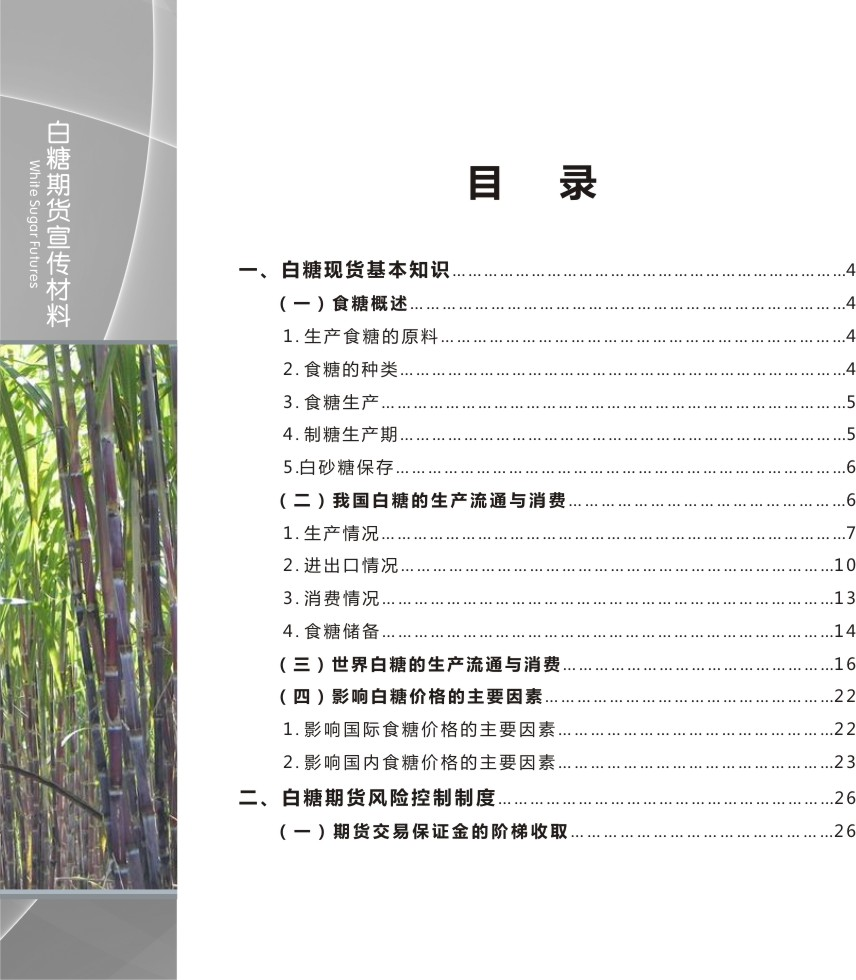 白糖期货宣传材料
White Sugar Futures
目 录
一、白糖现货基本知识……………………………………………………………………4
（一）食糖概述……………………………………………………………………………4
1. 生产食糖的原料………………………………………………………………………4
2. 食糖的种类……………………………………………………………………………4
3. 食糖生产………………………………………………………………………………5
4. 制糖生产期……………………………………………………………………………5
5.白砂糖保存……………………………………………………………………………6
（二）我国白糖的生产流通与消费………………………………………………6
1. 生产情况………………………………………………………………………………7
2. 进出口情况……………………………………………………………………………10
3. 消费情况………………………………………………………………………………13
4. 食糖储备………………………………………………………………………………14
（三）世界白糖的生产流通与消费………………………………………………16
（四）影响白糖价格的主要因素…………………………………………………22
1. 影响国际食糖价格的主要因素………………………………………………22
2. 影响国内食糖价格的主要因素………………………………………………23
二、白糖期货风险控制制度…………………………………………………………26
（一）期货交易保证金的阶梯收取………………………………………………26